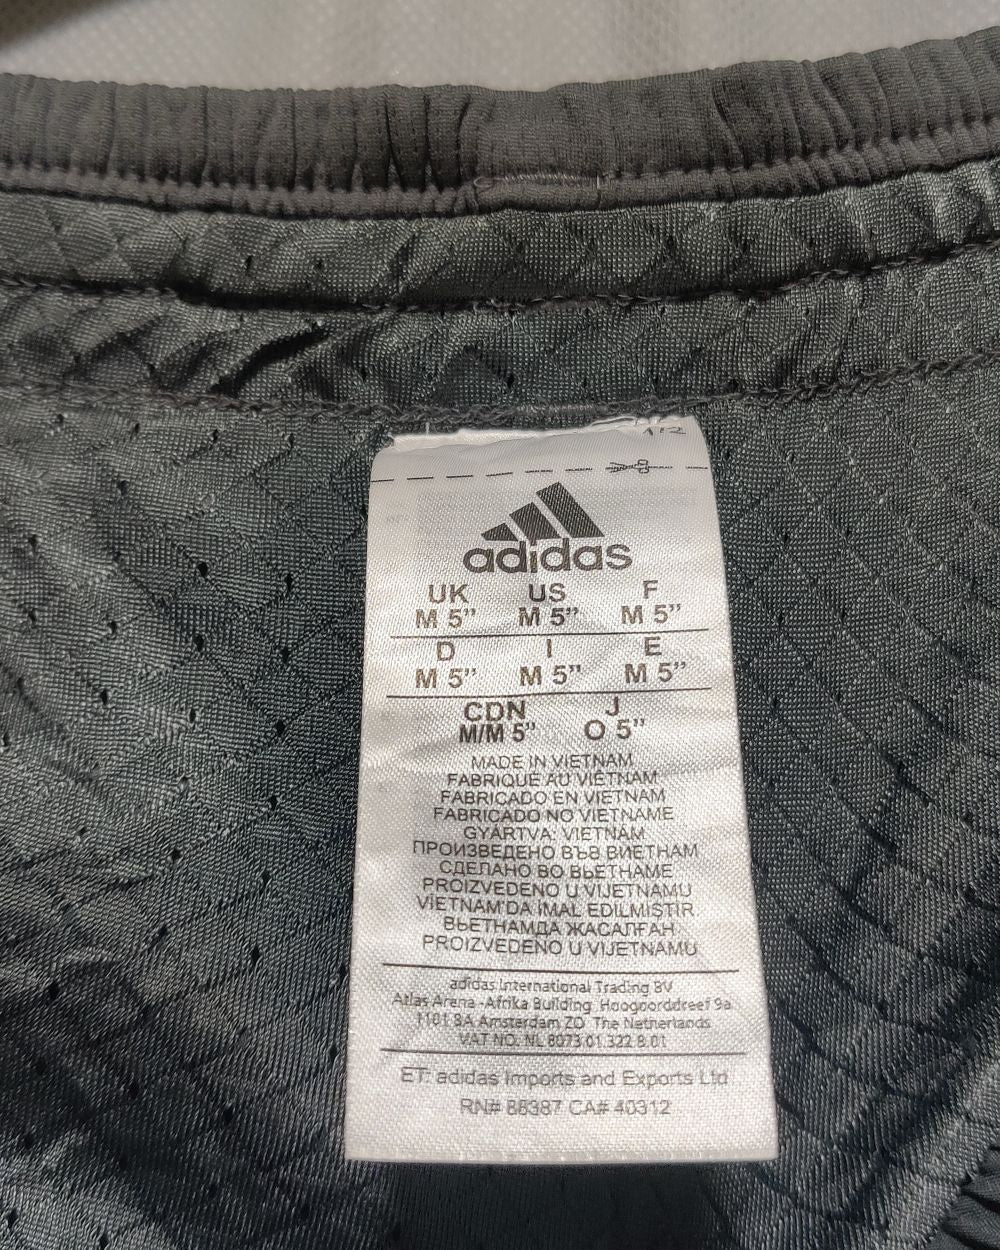 adidas
UK US F
M 5" M 5" M 5"
D I E
M 5" M 5" M 5"
CDN J
M/M 5" O 5"
MADE IN VIETNAM
FABRIQUÉ AU VIETNAM
FABRICADO EN VIETNAM
FABRICADO NO VIETNAME
GYÁRTVA: VIETNÁM
ПРОИЗВЕДЕНО ВЪВ ВИЕТНАМ
СДЕЛАНО ВО ВЬЕТНАМЕ
PROIZVEDENO U VIJETNAMU
VİETNAM'DA İMAL EDİLMİŞTİR.
ВЬЕТНАМДА ЖАСАЛҒАН
PROIZVEDENO U VIJETNAMU
adidas International Trading BV
Atlas Arena -Afrika Building, Hoogoorddreef 9a
1101 BA Amsterdam ZO The Netherlands
VAT NO. NL 8073.01.322.B.01
ET: adidas Imports and Exports Ltd
RN# 88387 CA# 40312